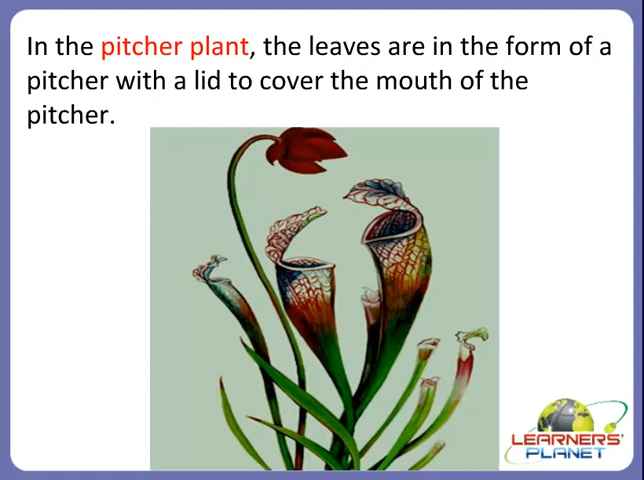 In the pitcher plant, the leaves are in the form of a
pitcher with a lid to cover the mouth of the
pitcher.
LEARNERS'
PLANET